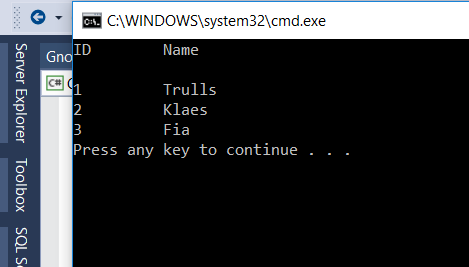 C:\WINDOWS\system32\cmd.exe
ID Name
1 Trulls
2 Klaes
3 Fia
Press any key to continue . . .
Server Explorer
Toolbox
SQL
Gno
C#